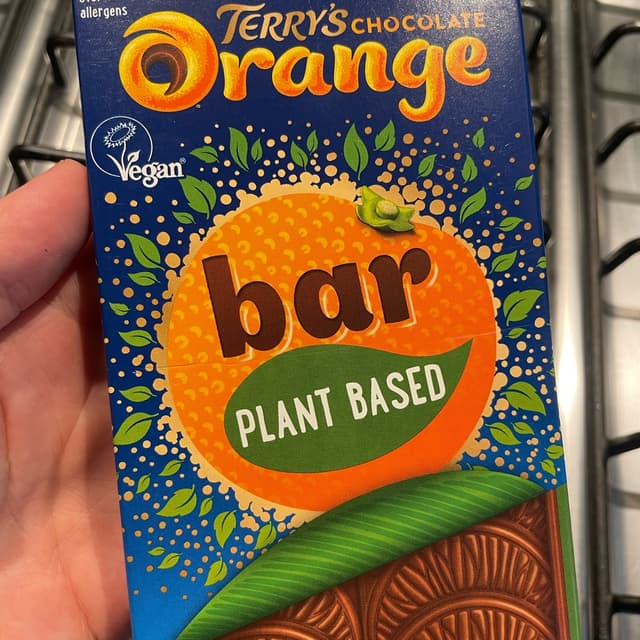 allergens
TERRY'S CHOCOLATE
Orange
Vegan
bar
PLANT BASED